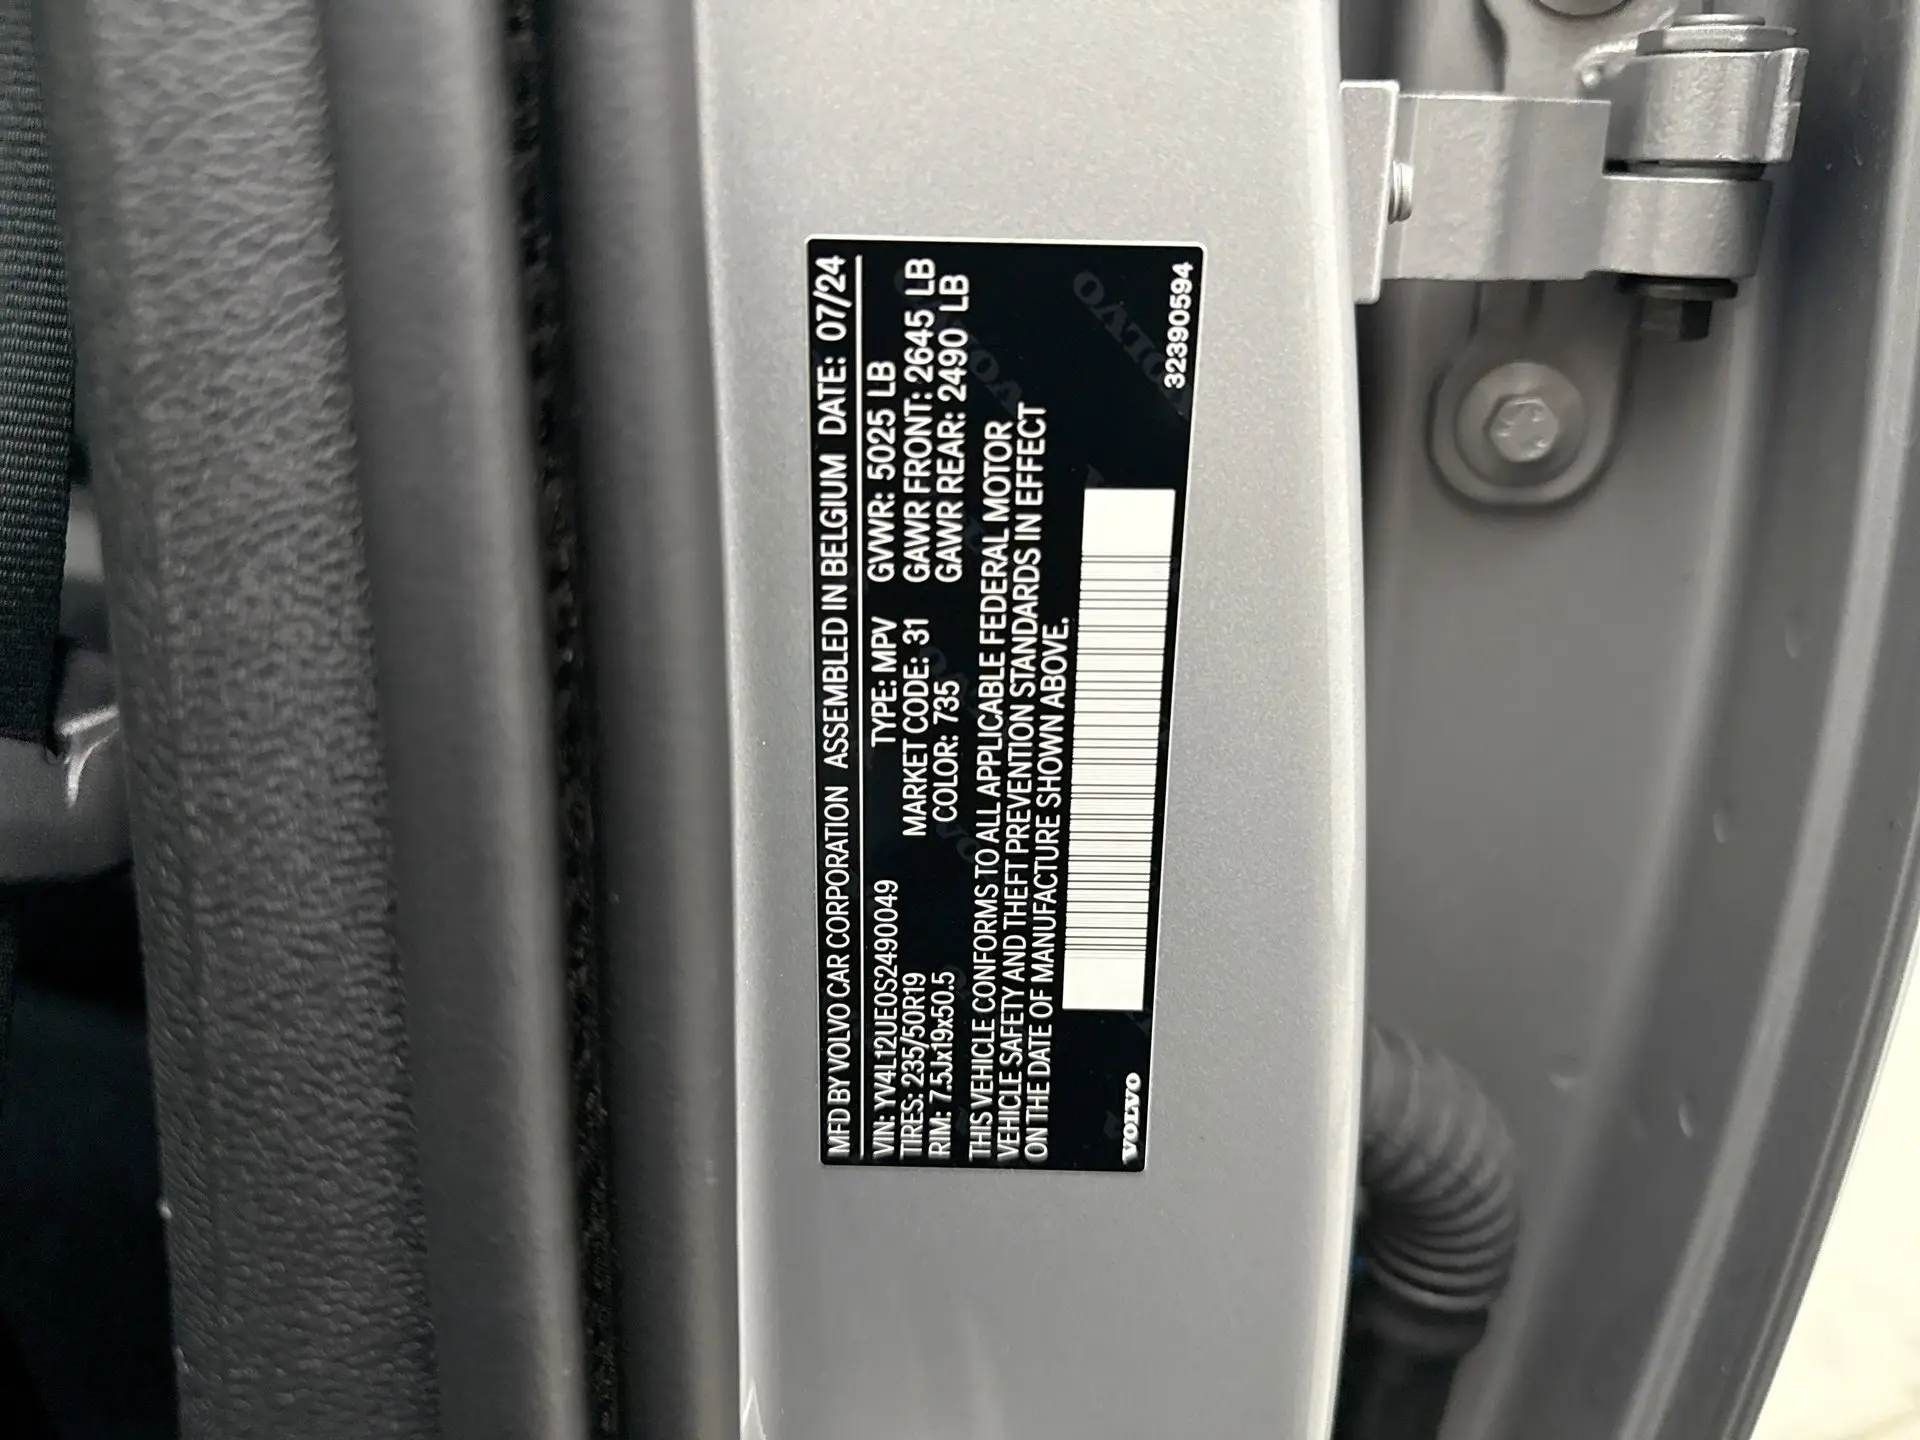 MFD BY VOLVO CAR CORPORATION ASSEMBLED IN BELGIUM DATE: 07/24
VIN: YV4L12UE0S2490049 TYPE: MPV GVWR: 5025 LB
TIRES: 235/50R19 MARKET CODE: 31 GAWR FRONT: 2645 LB
RIM: 7.5Jx19x50.5 COLOR: 735 GAWR REAR: 2490 LB
THIS VEHICLE CONFORMS TO ALL APPLICABLE FEDERAL MOTOR
VEHICLE SAFETY AND THEFT PREVENTION STANDARDS IN EFFECT
ON THE DATE OF MANUFACTURE SHOWN ABOVE.
VOLVO 32390594